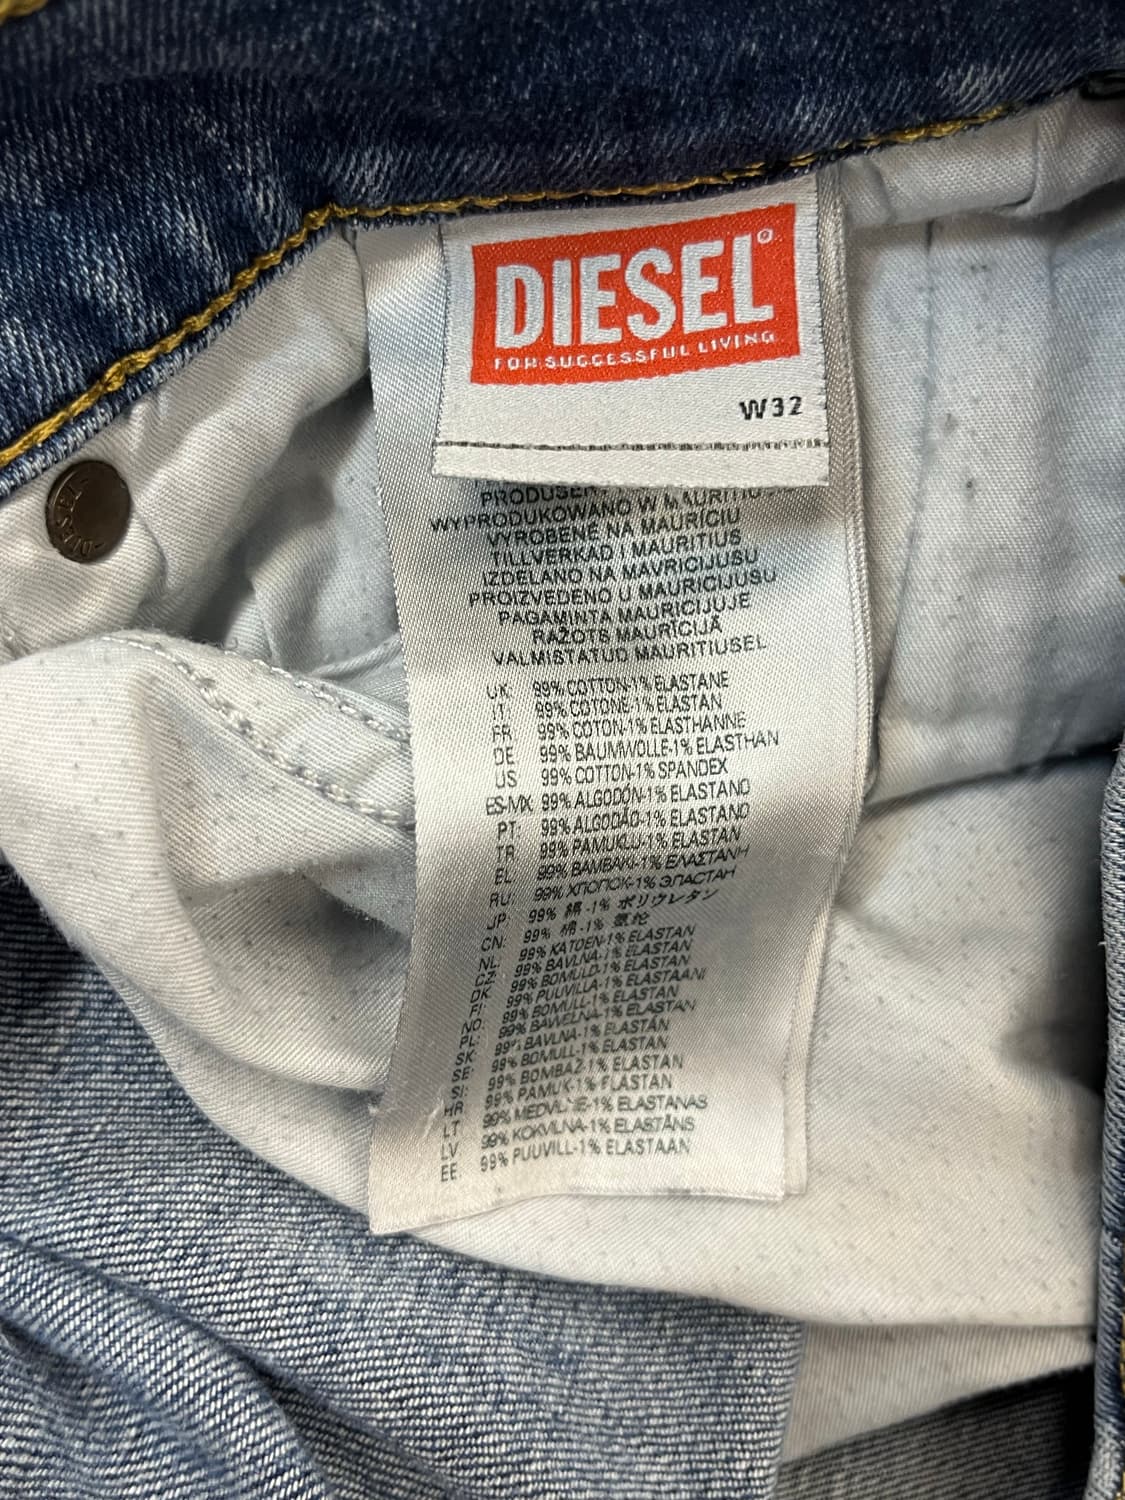 DIESEL®
FOR SUCCESSFUL LIVING
W32
DIESEL
WYPRODUKOWANO W
VYROBENÉ NA MAURÍCIU
TILLVERKAD I MAURITIUS
IZDELANO NA MAVRICIJUSU
PROIZVEDENO U MAURICIJUSU
PAGAMINTA MAURICIJUJE
RAŽOTS MAURĪCIJĀ
VALMISTATUD MAURITIUSEL
UK: 99% COTTON-1% ELASTANE
IT: 99% COTONE-1% ELASTAN
FR: 99% COTON-1% ELASTHANNE
DE: 99% BAUMWOLLE-1% ELASTHAN
US: 99% COTTON-1% SPANDEX
ES-MX: 99% ALGODÓN-1% ELASTANO
PT: 99% ALGODÃO-1% ELASTANO
TR: 99% PAMUKLU-1% ELASTAN
EL: 99% ΒΑΜΒΑΚΙ-1% ΕΛΑΣΤΑΝΗ
RU: 99% ХЛОПОК-1% ЭЛАСТАН
JP: 99% 綿 -1% ポリウレタン
CN: 99% 棉 -1% 氨纶
NL: 99% KATOEN-1% ELASTAN
CZ: 99% BAVLNA-1% ELASTAN
DK: 99% BOMULD-1% ELASTAN
FI: 99% PUUVILLA-1% ELASTAANI
NO: 99% BOMULL-1% ELASTAN
PL: 99% BAWEŁNA-1% ELASTAN
SK: 99% BAVLNA-1% ELASTAN
SE: 99% BOMULL-1% ELASTAN
SI: 99% BOMBAŽ-1% ELASTAN
HR: 99% PAMUK-1% ELASTAN
LT: 99% -1% ELASTANAS
LV: 99% KOKVILNA-1% ELASTĀNS
EE: 99% PUUVILL-1% ELASTAAN